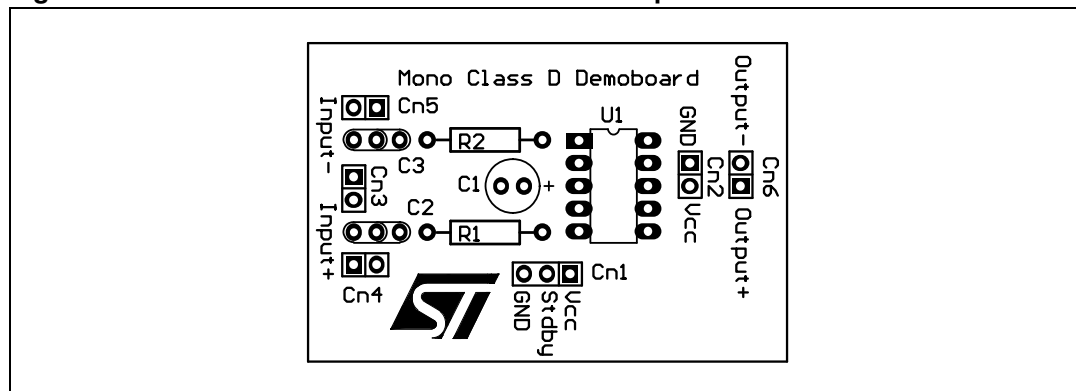 Mono Class D Demoboard
Input-
Cn5
C3
R2
U1
GND
Cn2
Vcc
Output-
Cn6
Output+
Cn3
C1
+
Input+
C2
R1
Cn4
ST
Cn1
GND
Stdby
Vcc